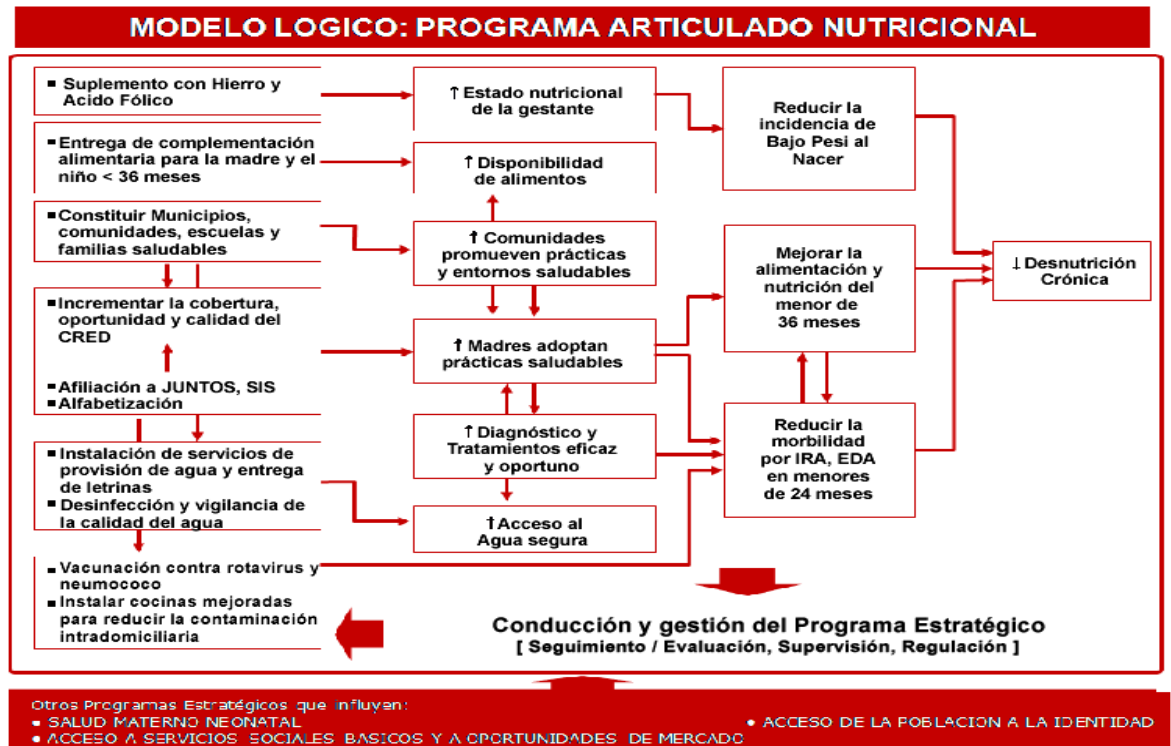 MODELO LOGICO: PROGRAMA ARTICULADO NUTRICIONAL
▪ Suplemento con Hierro y
Acido Fólico
▪ Entrega de complementación
alimentaria para la madre y el
niño < 36 meses
▪ Constituir Municipios,
comunidades, escuelas y
familias saludables
▪ Incrementar la cobertura,
oportunidad y calidad del
CRED
▪ Afiliación a JUNTOS, SIS
▪ Alfabetización
▪ Instalación de servicios de
provisión de agua y entrega
de letrinas
▪ Desinfección y vigilancia de
la calidad del agua
▪ Vacunación contra rotavirus y
neumococo
▪ Instalar cocinas mejoradas
para reducir la contaminación
intradomiciliaria
↑ Estado nutricional
de la gestante
↑ Disponibilidad
de alimentos
↑ Comunidades
promueven prácticas
y entornos saludables
↑ Madres adoptan
prácticas saludables
↑ Diagnóstico y
Tratamientos eficaz
y oportuno
↑ Acceso al
Agua segura
Reducir la
incidencia de
Bajo Pesi al
Nacer
Mejorar la
alimentación y
nutrición del
menor de
36 meses
Reducir la
morbilidad
por IRA, EDA
en menores
de 24 meses
↓ Desnutrición
Crónica
Conducción y gestión del Programa Estratégico
[ Seguimiento / Evaluación, Supervisión, Regulación ]
Otros Programas Estratégicos que influyen:
• SALUD MATERNO NEONATAL
• ACCESO A SERVICIOS SOCIALES BASICOS Y A OPORTUNIDADES DE MERCADO
• ACCESO DE LA POBLACION A LA IDENTIDAD